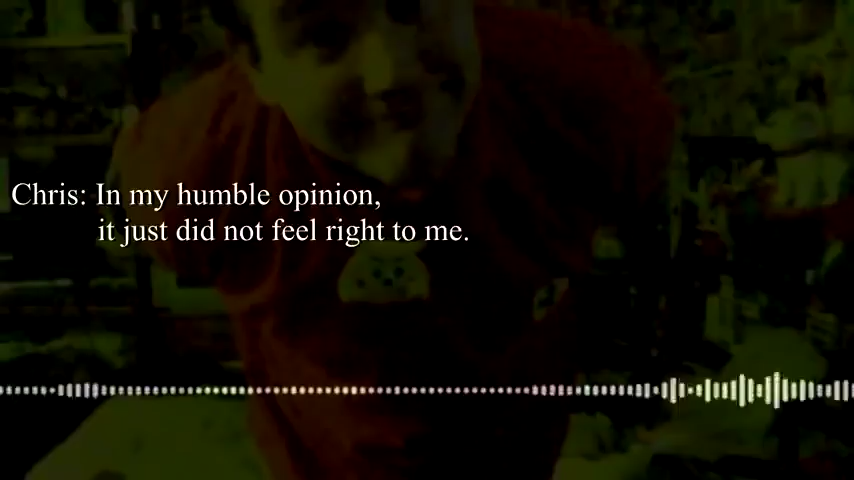 Chris: In my humble opinion,
it just did not feel right to me.